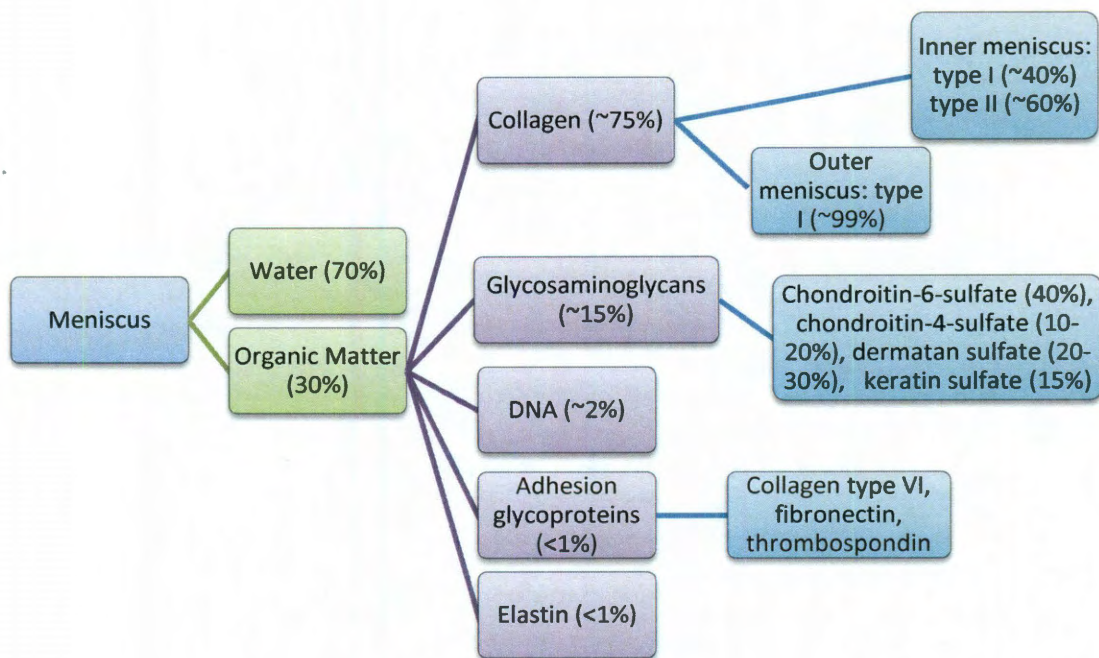 Meniscus
Water (70%)
Organic Matter
(30%)
Collagen (~75%)
Inner meniscus:
type I (~40%)
type II (~60%)
Outer
meniscus: type
I (~99%)
Glycosaminoglycans
(~15%)
Chondroitin-6-sulfate (40%),
chondroitin-4-sulfate (10-
20%), dermatan sulfate (20-
30%), keratin sulfate (15%)
DNA (~2%)
Adhesion
glycoproteins
(<1%)
Collagen type VI,
fibronectin,
thrombospondin
Elastin (<1%)